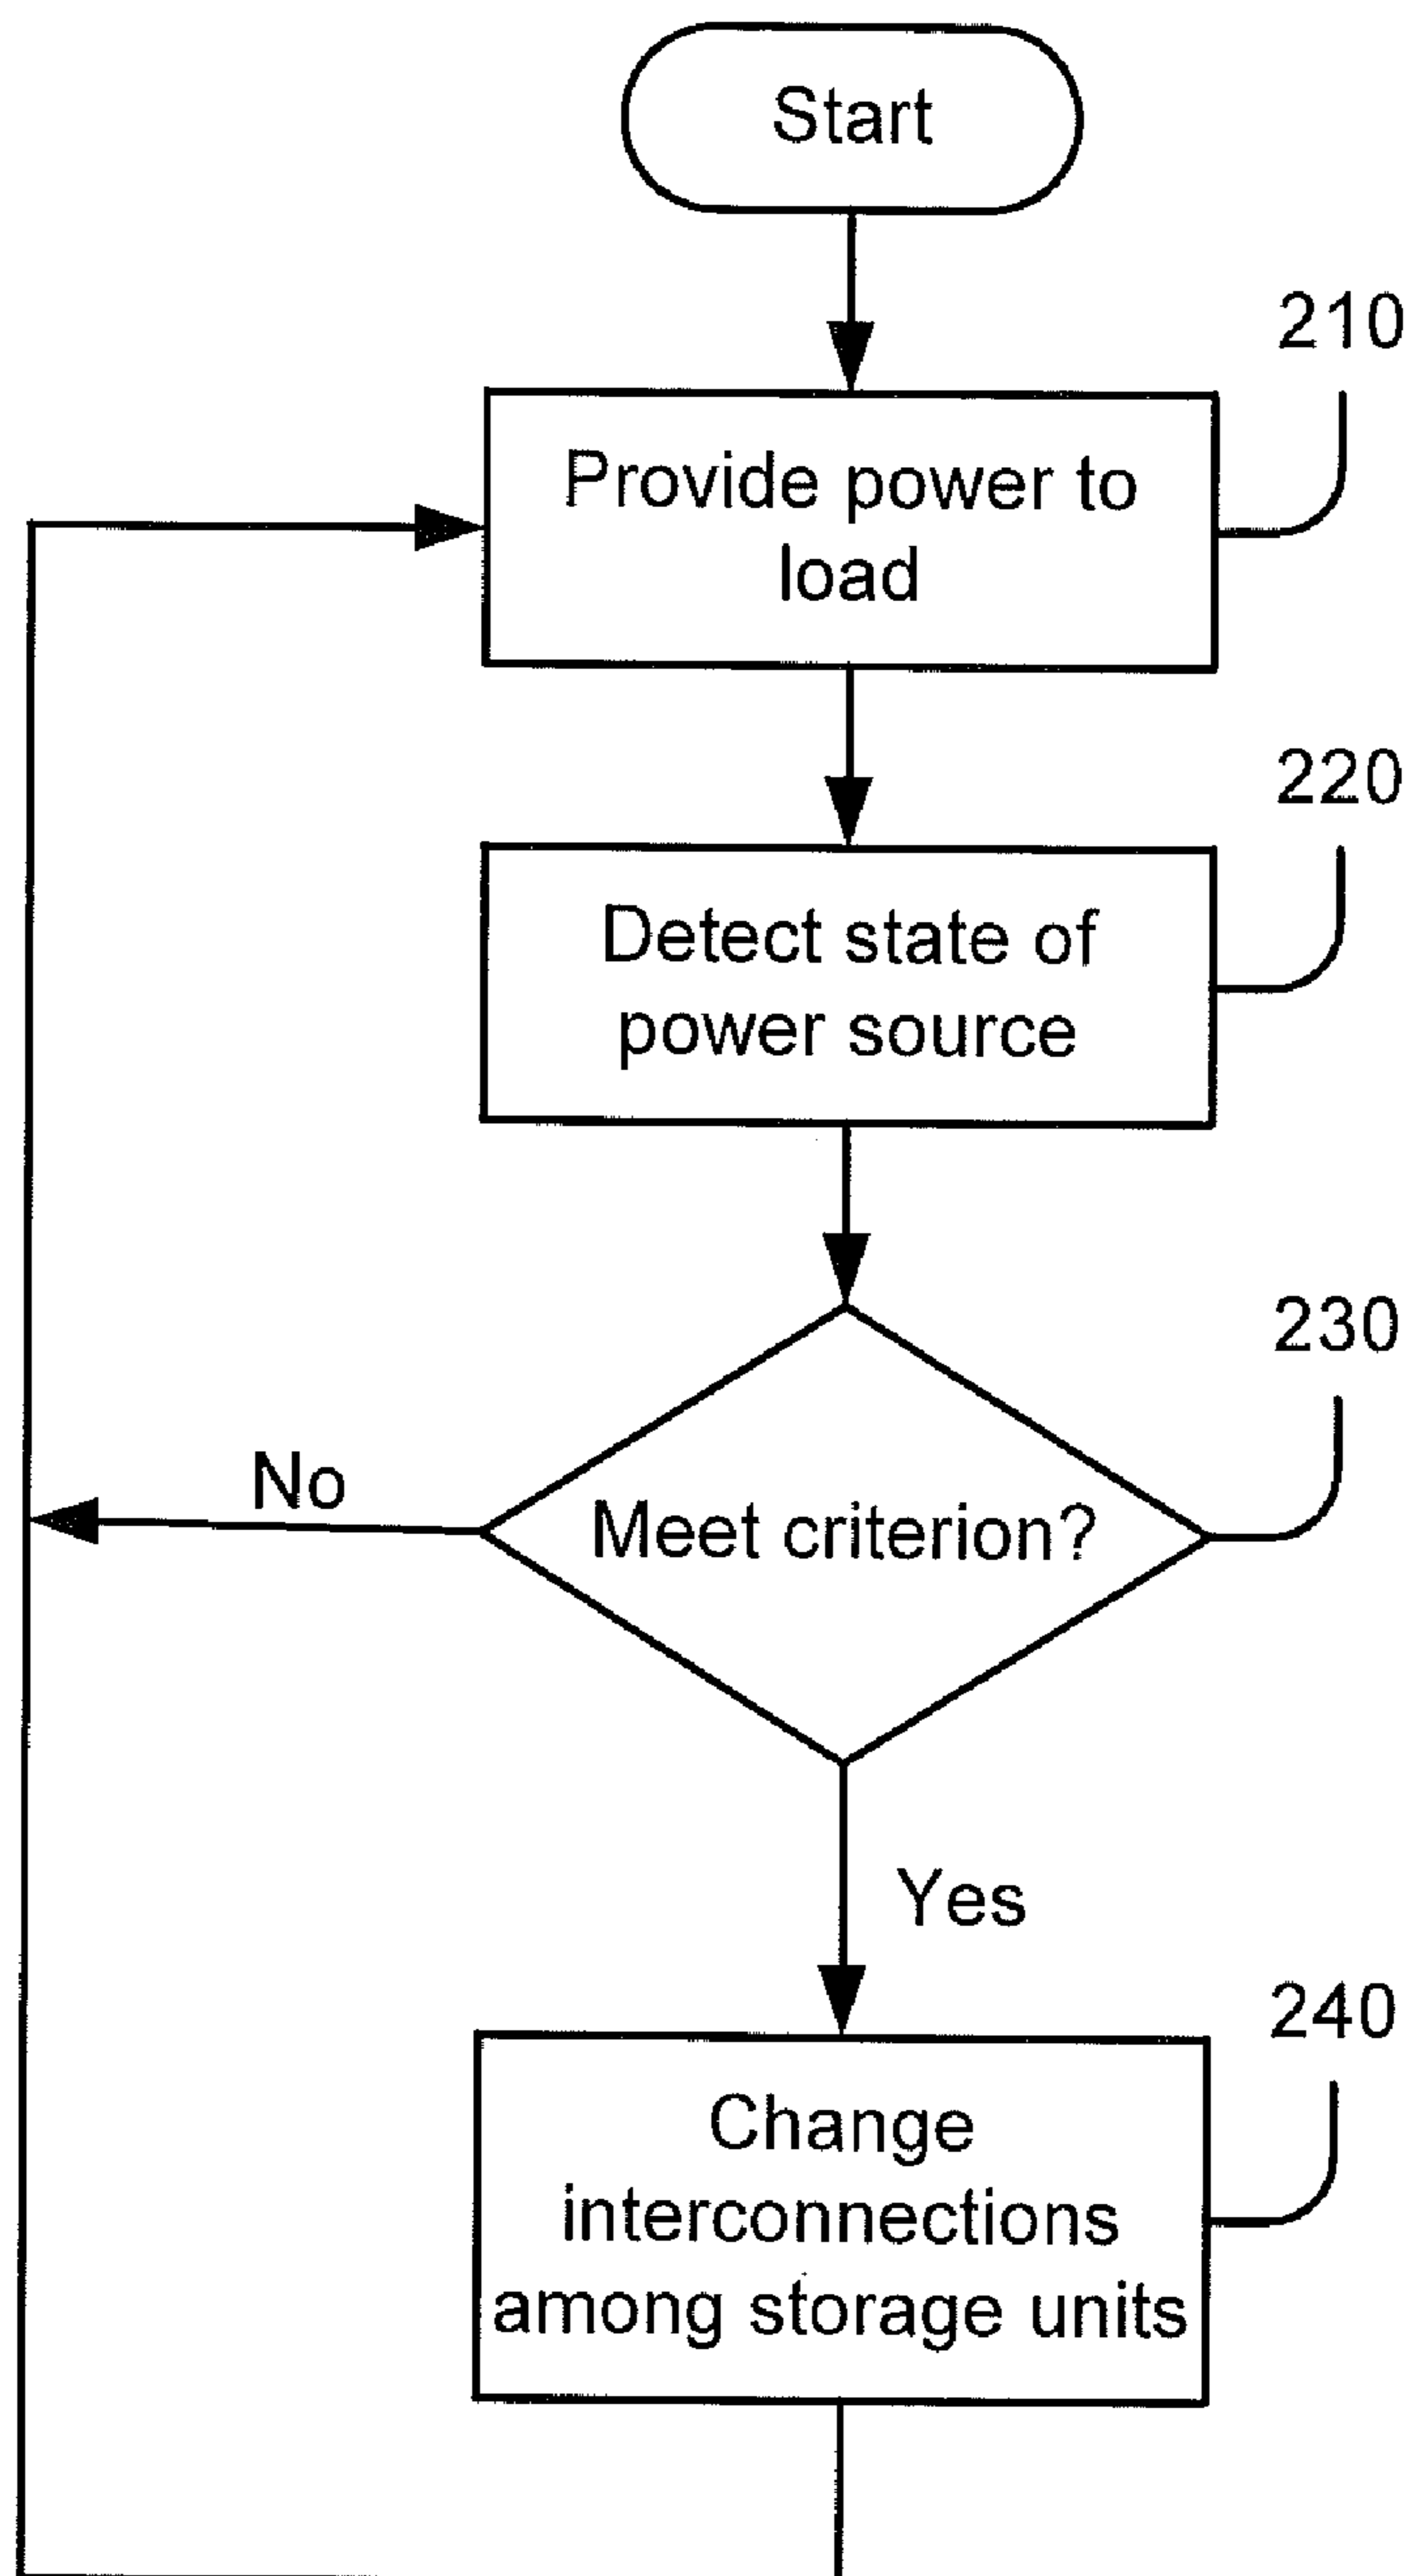 Start
210
Provide power to
load
220
Detect state of
power source
230
No
Meet criterion?
Yes
240
Change
interconnections
among storage units